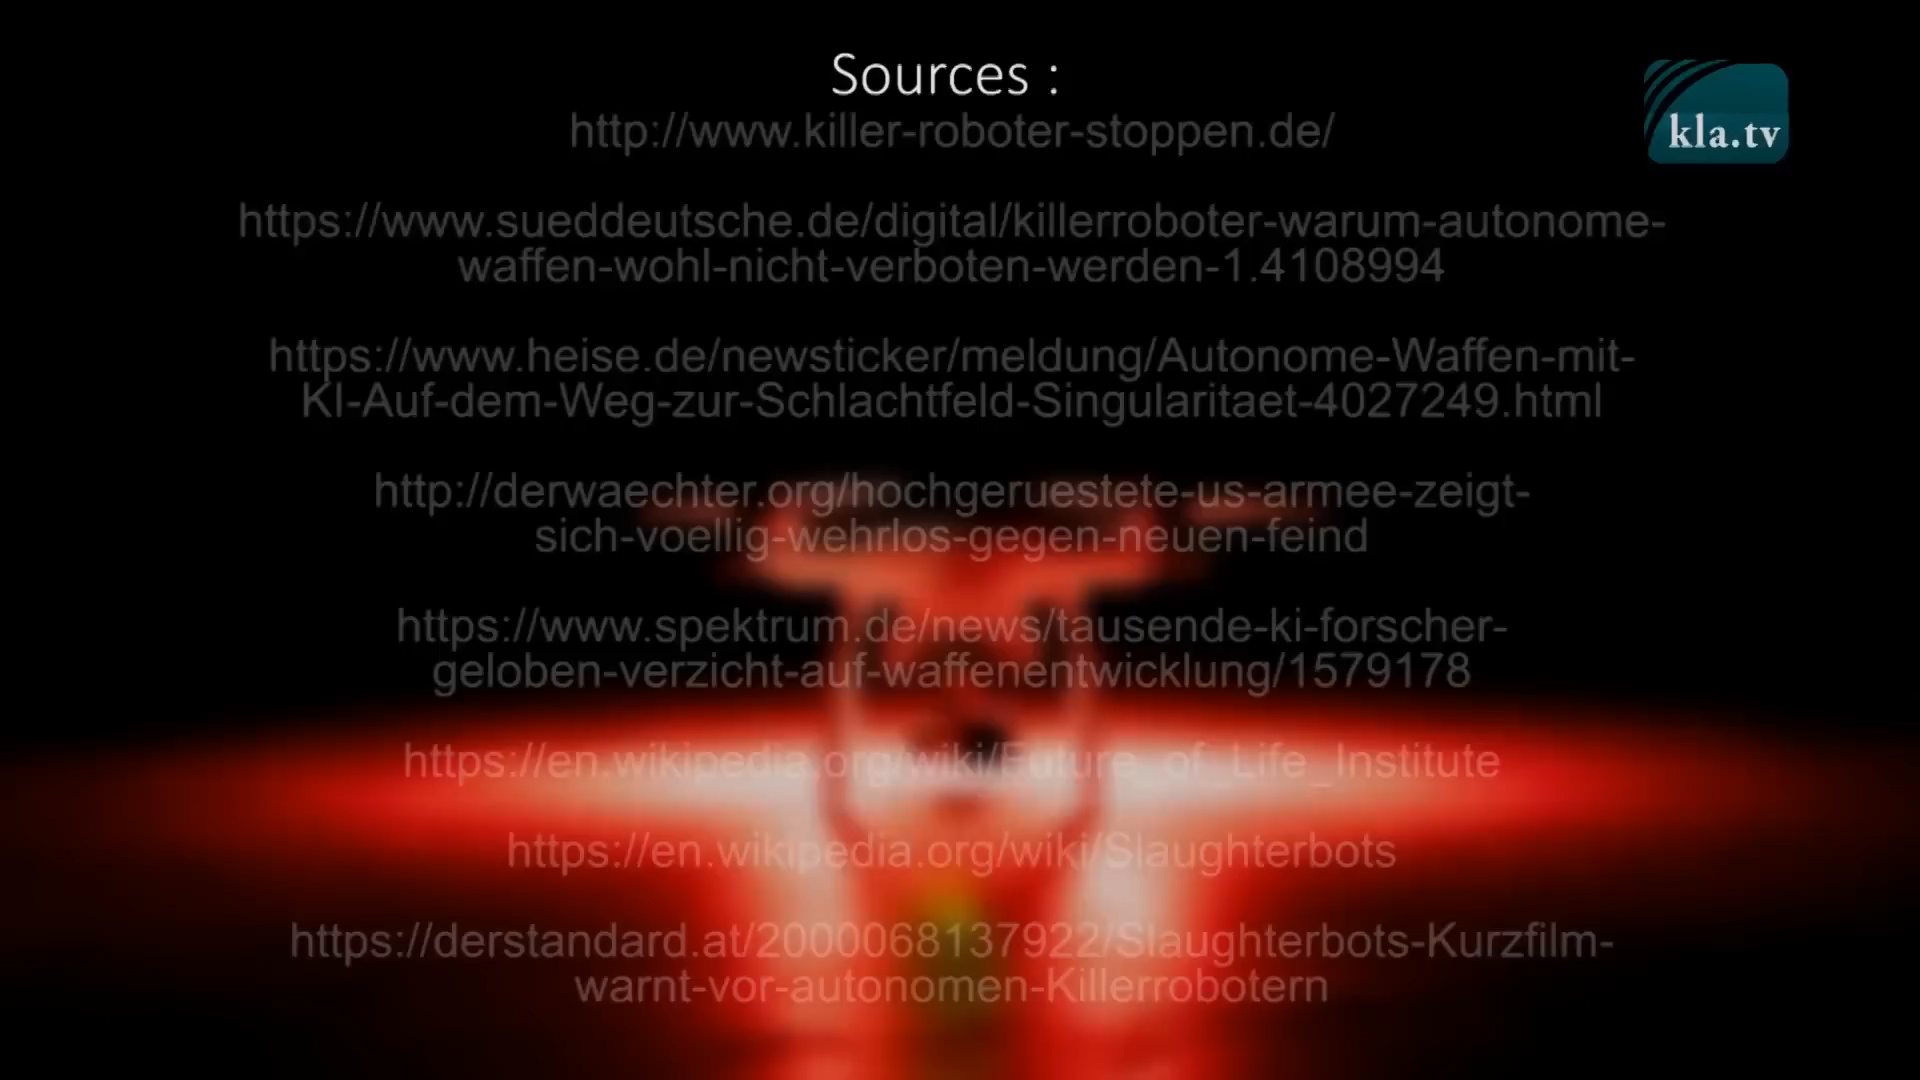 Sources :
kla.tv
http://www.killer-roboter-stoppen.de/
https://www.sueddeutsche.de/digital/killerroboter-warum-autonome-
waffen-wohl-nicht-verboten-werden-1.4108994
https://www.heise.de/newsticker/meldung/Autonome-Waffen-mit-
KI-Auf-dem-Weg-zur-Schlachtfeld-Singularitaet-4027249.html
http://derwaechter.org/hochgeruestete-us-armee-zeigt-
sich-voellig-wehrlos-gegen-neuen-feind
https://www.spektrum.de/news/tausende-ki-forscher-
geloben-verzicht-auf-waffenentwicklung/1579178
https://en.wikipedia.org/wiki/Future_of_Life_Institute
https://en.wikipedia.org/wiki/Slaughterbots
https://derstandard.at/2000068137922/Slaughterbots-Kurzfilm-
warnt-vor-autonomen-Killerrobotern